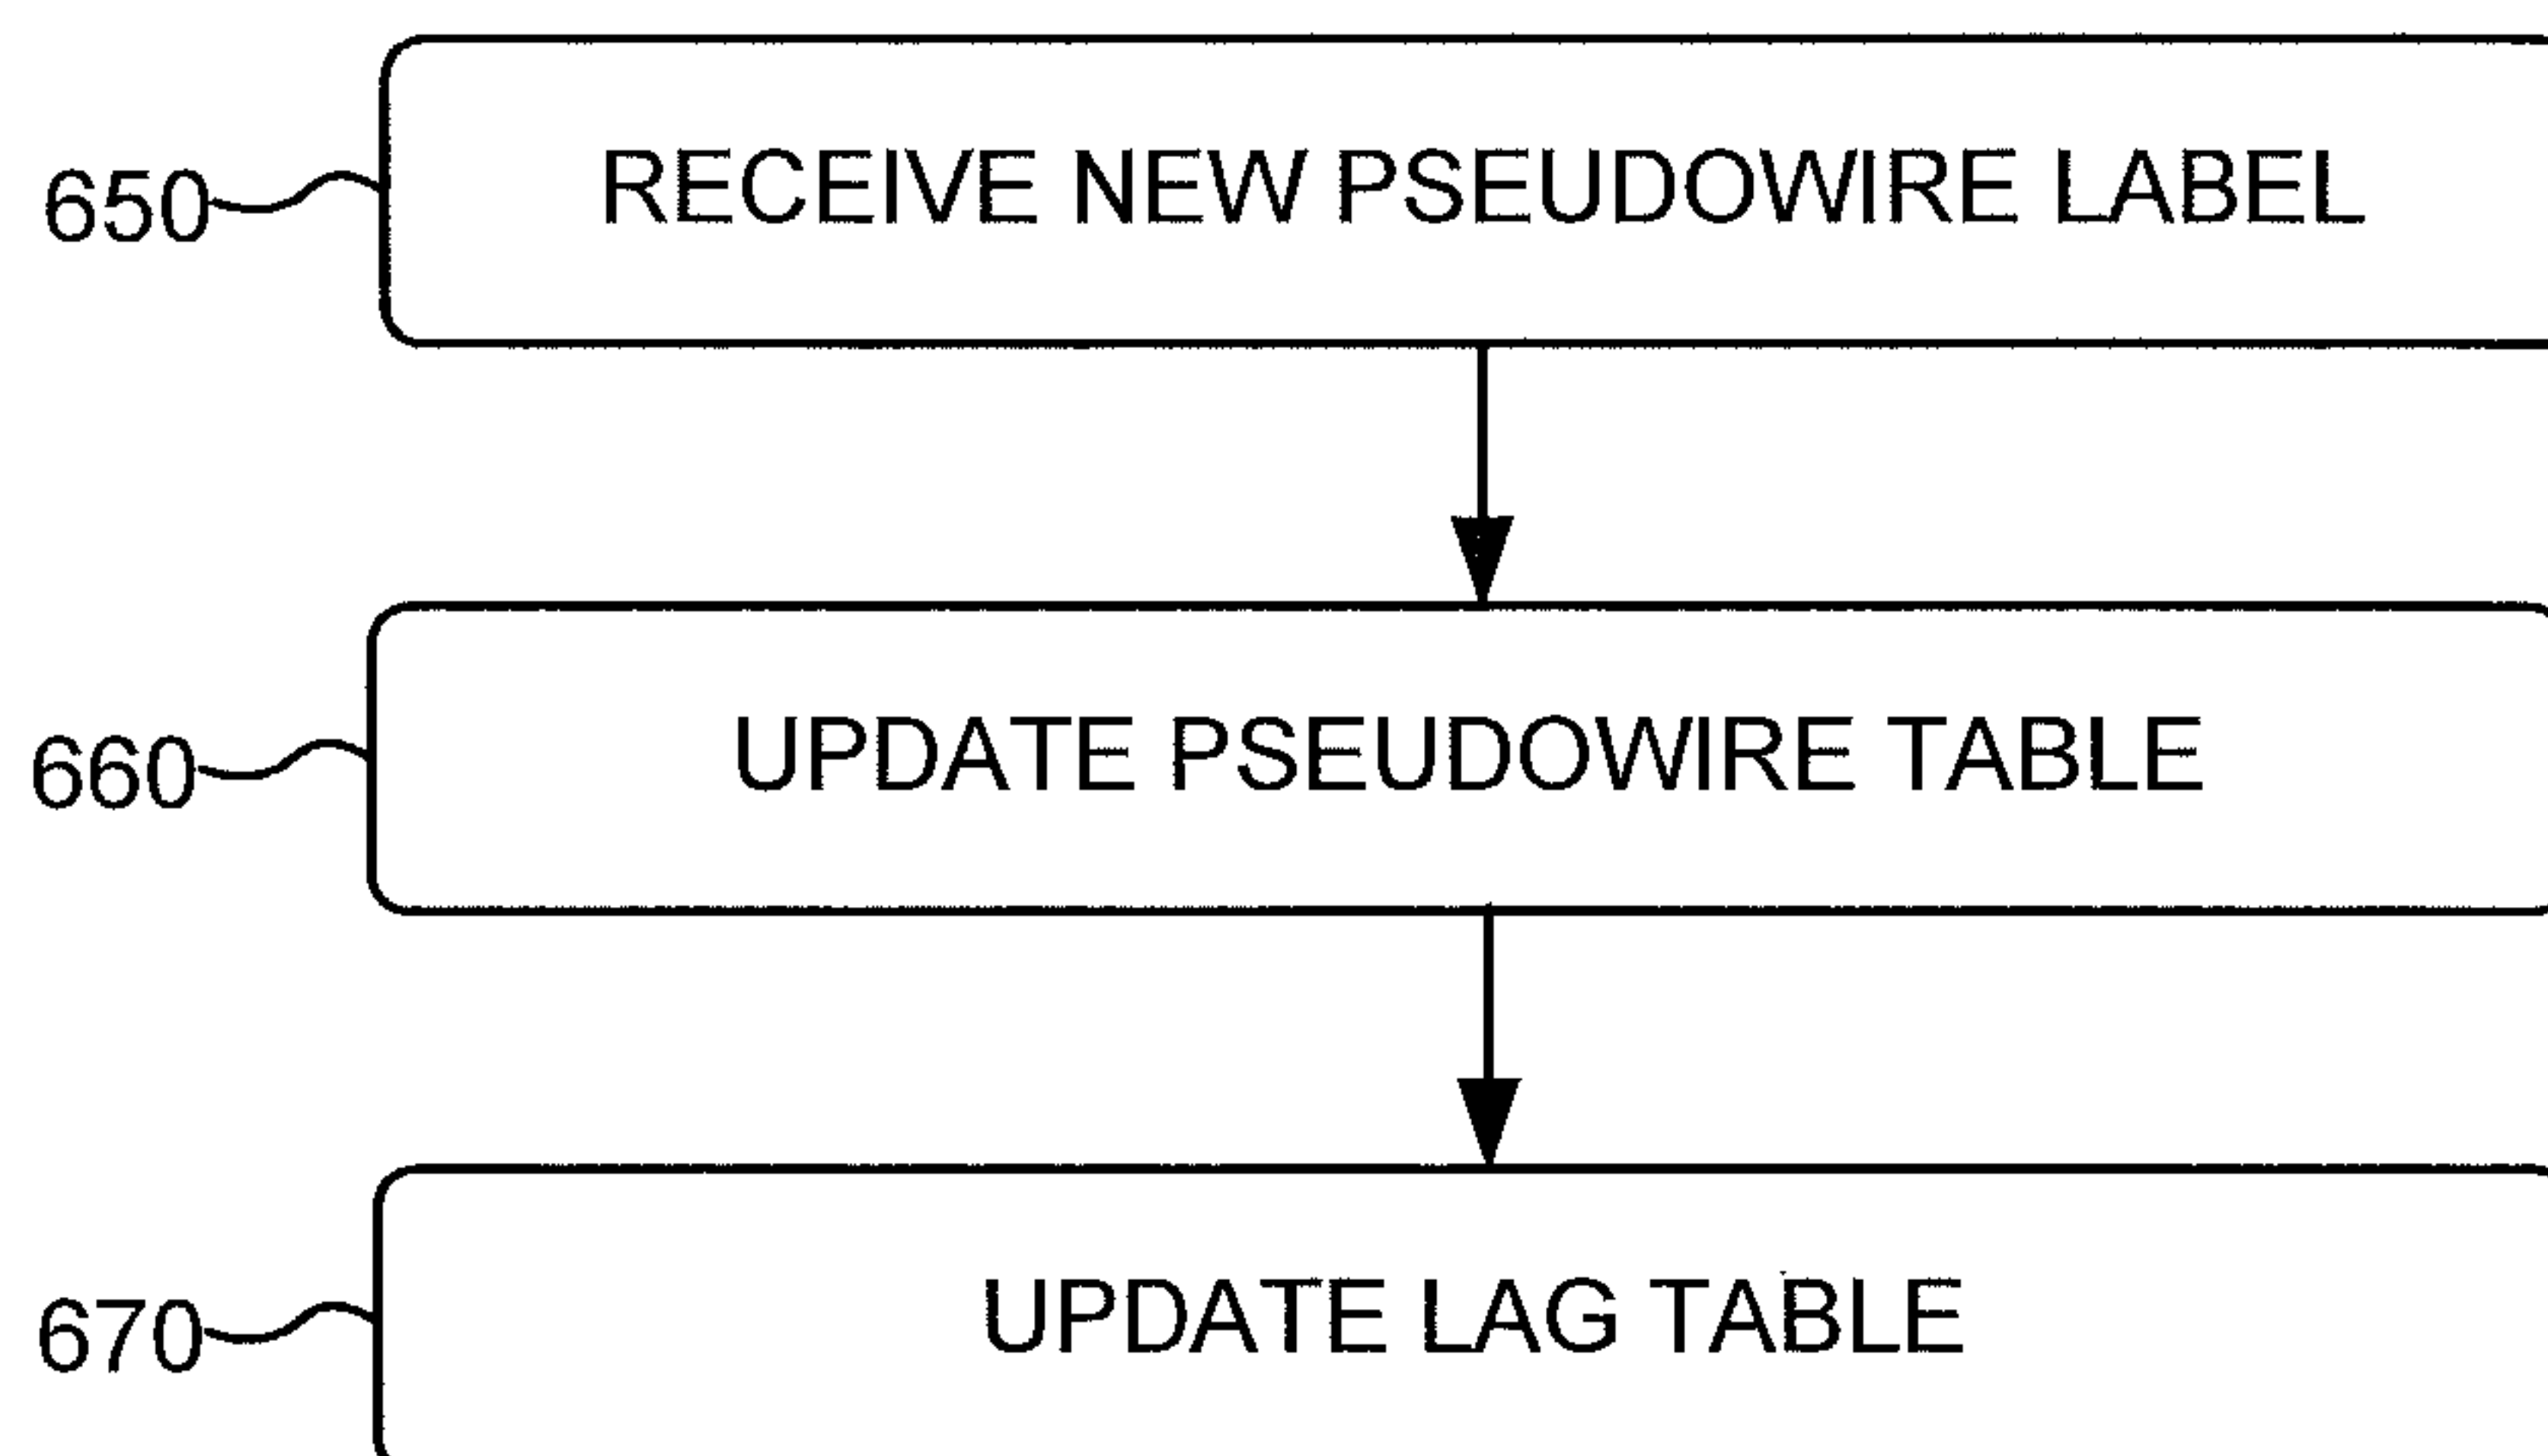 650 RECEIVE NEW PSEUDOWIRE LABEL
660 UPDATE PSEUDOWIRE TABLE
670 UPDATE LAG TABLE